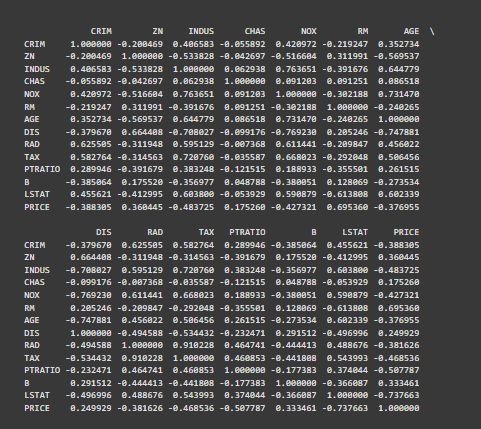 CRIM ZN INDUS CHAS NOX RM AGE \
CRIM 1.000000 -0.200469 0.406583 -0.055892 0.420972 -0.219247 0.352734
ZN -0.200469 1.000000 -0.533828 -0.042697 -0.516604 0.311991 -0.569537
INDUS 0.406583 -0.533828 1.000000 0.062938 0.763651 -0.391676 0.644779
CHAS -0.055892 -0.042697 0.062938 1.000000 0.091203 0.091251 0.086518
NOX 0.420972 -0.516604 0.763651 0.091203 1.000000 -0.302188 0.731470
RM -0.219247 0.311991 -0.391676 0.091251 -0.302188 1.000000 -0.240265
AGE 0.352734 -0.569537 0.644779 0.086518 0.731470 -0.240265 1.000000
DIS -0.379670 0.664408 -0.708027 -0.099176 -0.769230 0.205246 -0.747881
RAD 0.625505 -0.311948 0.595129 -0.007368 0.611441 -0.209847 0.456022
TAX 0.582764 -0.314563 0.720760 -0.035587 0.668023 -0.292048 0.506456
PTRATIO 0.289946 -0.391679 0.383248 -0.121515 0.188933 -0.355501 0.261515
B -0.385064 0.175520 -0.356977 0.048788 -0.380051 0.128069 -0.273534
LSTAT 0.455621 -0.412995 0.603800 -0.053929 0.590879 -0.613808 0.602339
PRICE -0.388305 0.360445 -0.483725 0.175260 -0.427321 0.695360 -0.376955
DIS RAD TAX PTRATIO B LSTAT PRICE
CRIM -0.379670 0.625505 0.582764 0.289946 -0.385064 0.455621 -0.388305
ZN 0.664408 -0.311948 -0.314563 -0.391679 0.175520 -0.412995 0.360445
INDUS -0.708027 0.595129 0.720760 0.383248 -0.356977 0.603800 -0.483725
CHAS -0.099176 -0.007368 -0.035587 -0.121515 0.048788 -0.053929 0.175260
NOX -0.769230 0.611441 0.668023 0.188933 -0.380051 0.590879 -0.427321
RM 0.205246 -0.209847 -0.292048 -0.355501 0.128069 -0.613808 0.695360
AGE -0.747881 0.456022 0.506456 0.261515 -0.273534 0.602339 -0.376955
DIS 1.000000 -0.494588 -0.534432 -0.232471 0.291512 -0.496996 0.249929
RAD -0.494588 1.000000 0.910228 0.464741 -0.444413 0.488676 -0.381626
TAX -0.534432 0.910228 1.000000 0.460853 -0.441808 0.543993 -0.468536
PTRATIO -0.232471 0.464741 0.460853 1.000000 -0.177383 0.374044 -0.507787
B 0.291512 -0.444413 -0.441808 -0.177383 1.000000 -0.366087 0.333461
LSTAT -0.496996 0.488676 0.543993 0.374044 -0.366087 1.000000 -0.737663
PRICE 0.249929 -0.381626 -0.468536 -0.507787 0.333461 -0.737663 1.000000